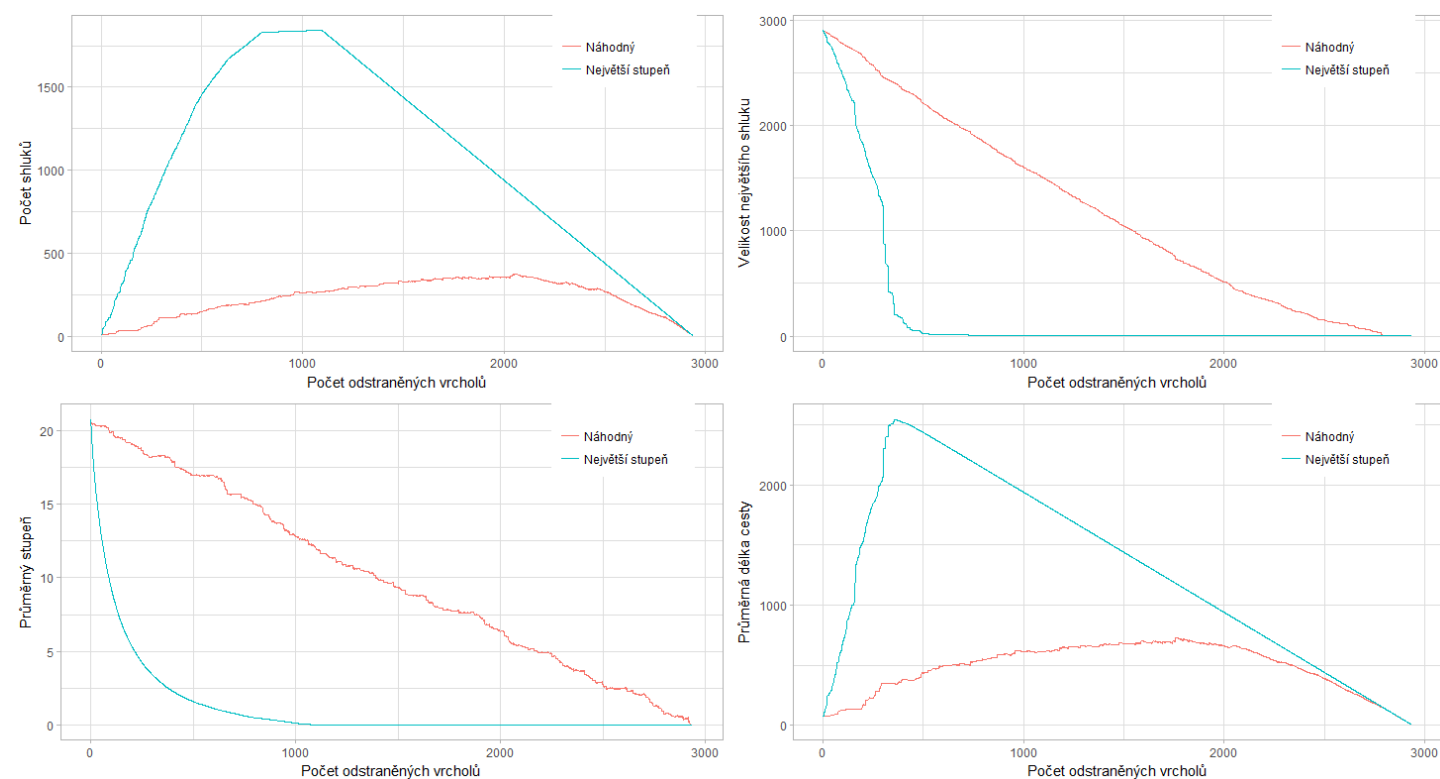 Počet shluků
1500
1000
500
0
Náhodný
Největší stupeň
0
1000
2000
3000
Počet odstraněných vrcholů
Velikost největšího shluku
3000
2000
1000
0
Náhodný
Největší stupeň
0
1000
2000
3000
Počet odstraněných vrcholů
Průměrný stupeň
20
15
10
5
0
Náhodný
Největší stupeň
0
1000
2000
3000
Počet odstraněných vrcholů
Průměrná délka cesty
2000
1000
0
Náhodný
Největší stupeň
0
1000
2000
3000
Počet odstraněných vrcholů